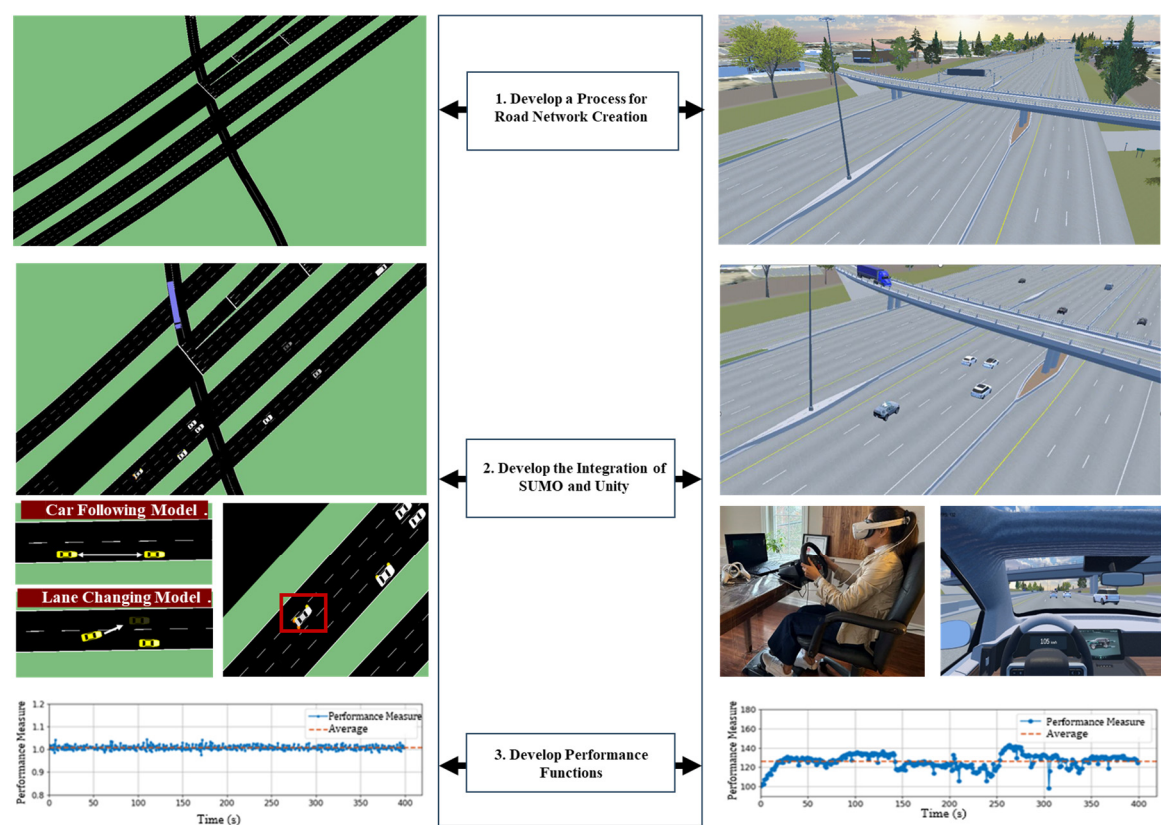 1. Develop a Process for
Road Network Creation
2. Develop the Integration of
SUMO and Unity
Car Following Model .
Lane Changing Model .
3. Develop Performance
Functions
Performance Measure
1.2
1.1
1.0
0.9
0.8
Performance Measure
Average
0
50
100
150
200
250
300
350
400
Time (s)
Performance Measure
180
160
140
120
100
Performance Measure
Average
0
50
100
150
200
250
300
350
400
Time (s)